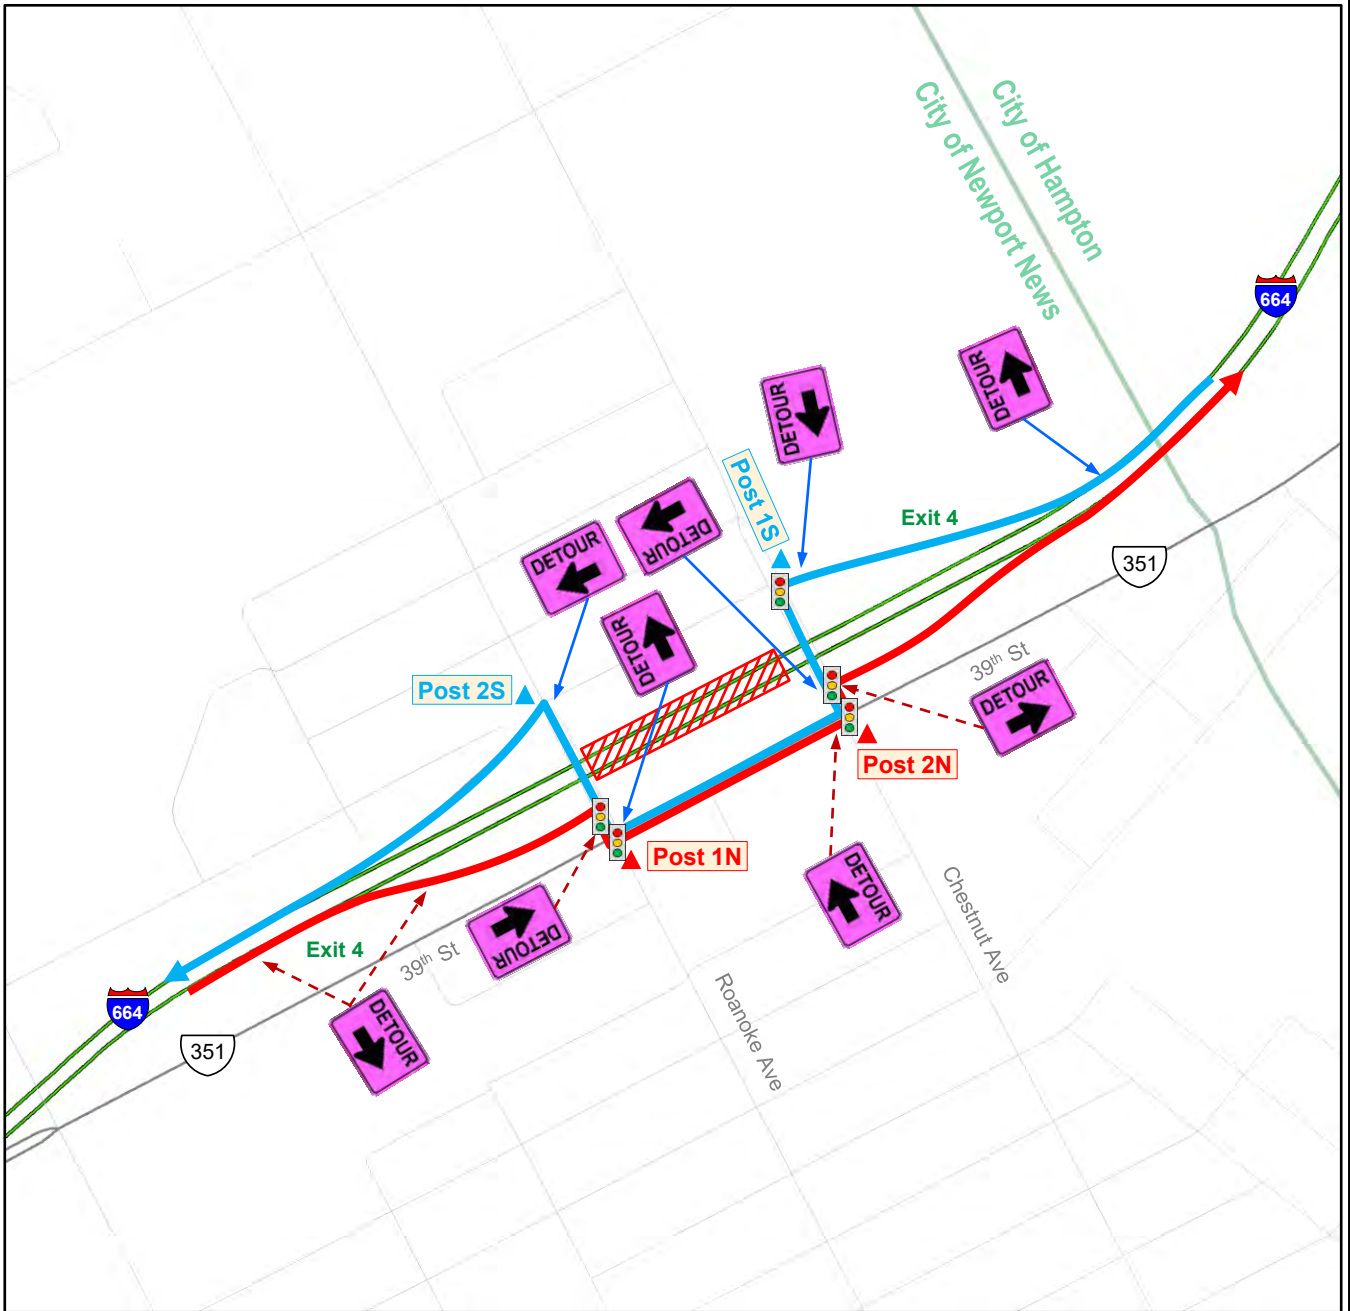 City of Hampton
City of Newport News
664
DETOUR
DETOUR
Post 1S
Exit 4
DETOUR
DETOUR
351
DETOUR
39th St
DETOUR
Post 2S
Post 2N
Post 1N
DETOUR
Chestnut Ave
DETOUR
Exit 4
39th St
Roanoke Ave
664
DETOUR
351